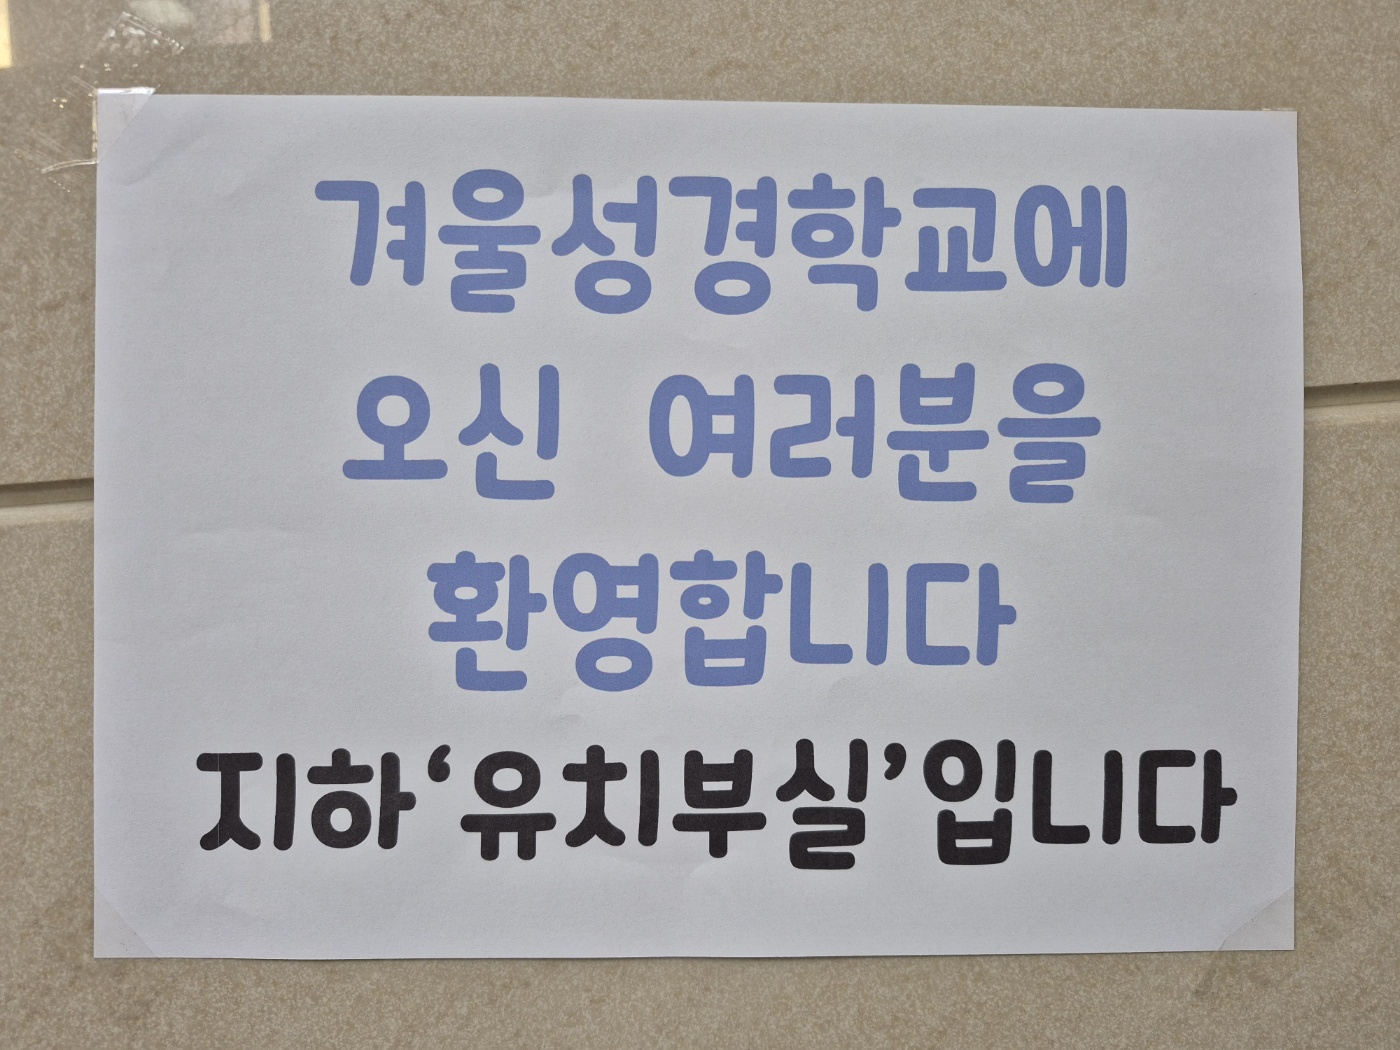 겨울성경학교에
오신 여러분을
환영합니다
지하‘유치부실’입니다